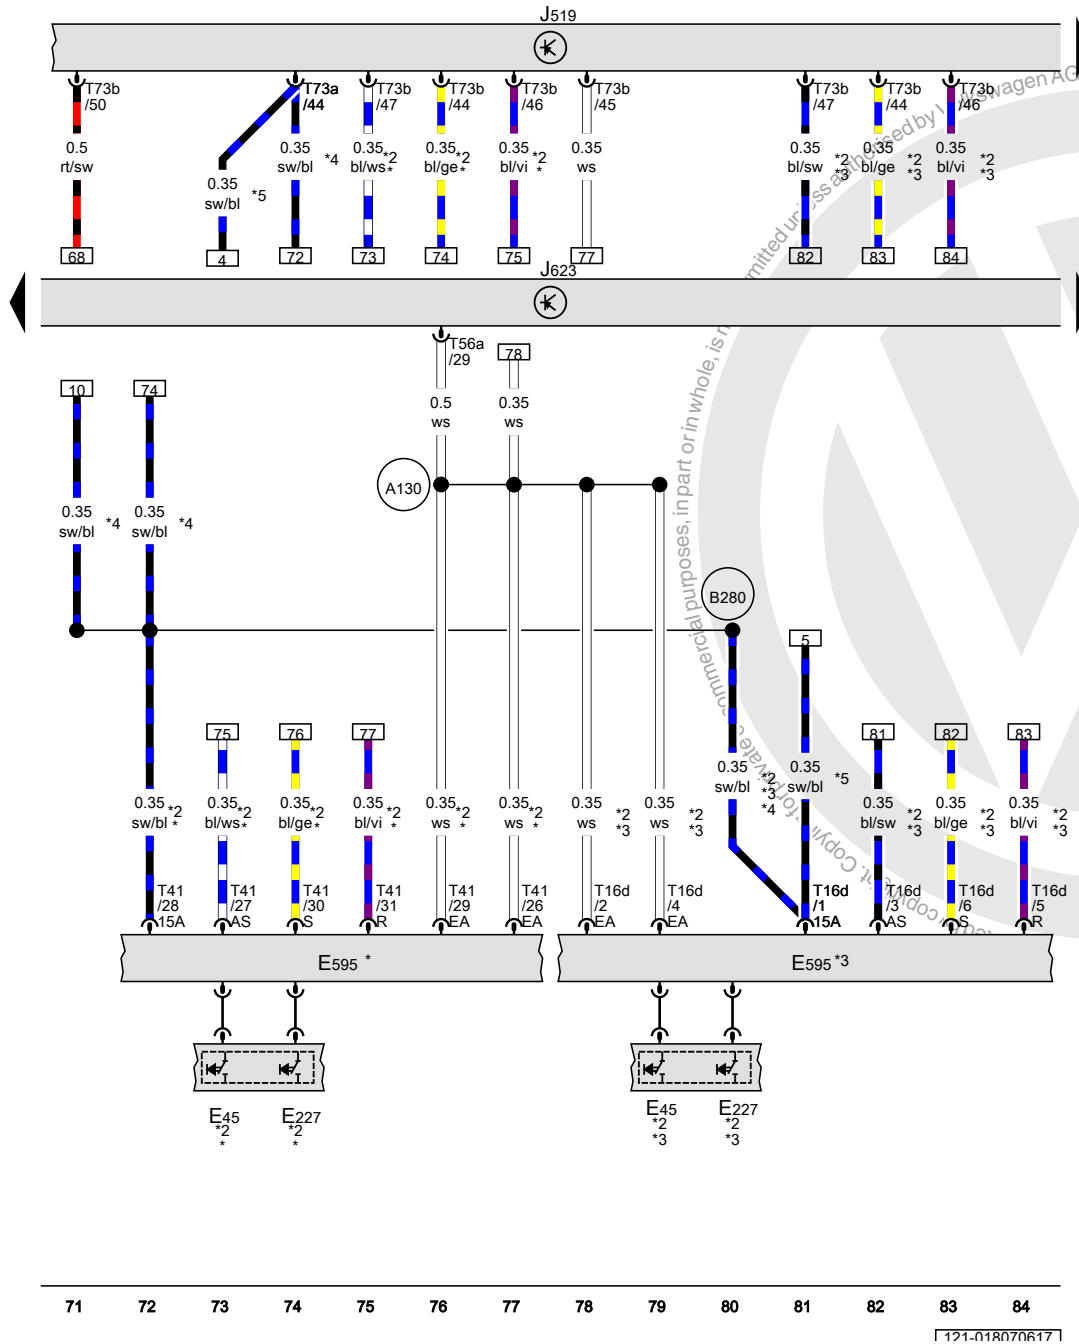 J519
T73b
/50
T73a
/44
T73b
/47
T73b
/44
T73b
/46
T73b
/45
T73b
/47
T73b
/44
T73b
/46
0.5
rt/sw
0.35
sw/bl
*5
0.35
sw/bl
*4
0.35
bl/ws
*2
*
0.35
bl/ge
*2
*
0.35
bl/vi
*2
*
0.35
ws
0.35
bl/sw
*2
*3
0.35
bl/ge
*2
*3
0.35
bl/vi
*2
*3
68
4
72
73
74
75
77
82
83
84
J623
T56a
/29
78
10
74
0.5
ws
0.35
ws
A130
0.35
sw/bl
*4
0.35
sw/bl
*4
B280
5
75
76
77
81
82
83
0.35
sw/bl
*2
*3
*4
0.35
sw/bl
*5
0.35
sw/bl
*2
*
0.35
bl/ws
*2
*
0.35
bl/ge
*2
*
0.35
bl/vi
*2
*
0.35
ws
*2
*
0.35
ws
*2
*
0.35
ws
*2
*3
0.35
ws
*2
*3
0.35
bl/sw
*2
*3
0.35
bl/ge
*2
*3
0.35
bl/vi
*2
*3
T41
/28
15A
T41
/27
AS
T41
/30
S
T41
/31
R
T41
/29
EA
T41
/26
EA
T16d
/2
EA
T16d
/4
EA
T16d
/1
15A
T16d
/3
AS
T16d
/6
S
T16d
/5
R
E595 *
E595 *3
E45
*2
*
E227
*2
*
E45
*2
*3
E227
*2
*3
71 72 73 74 75 76 77 78 79 80 81 82 83 84
121-018070617